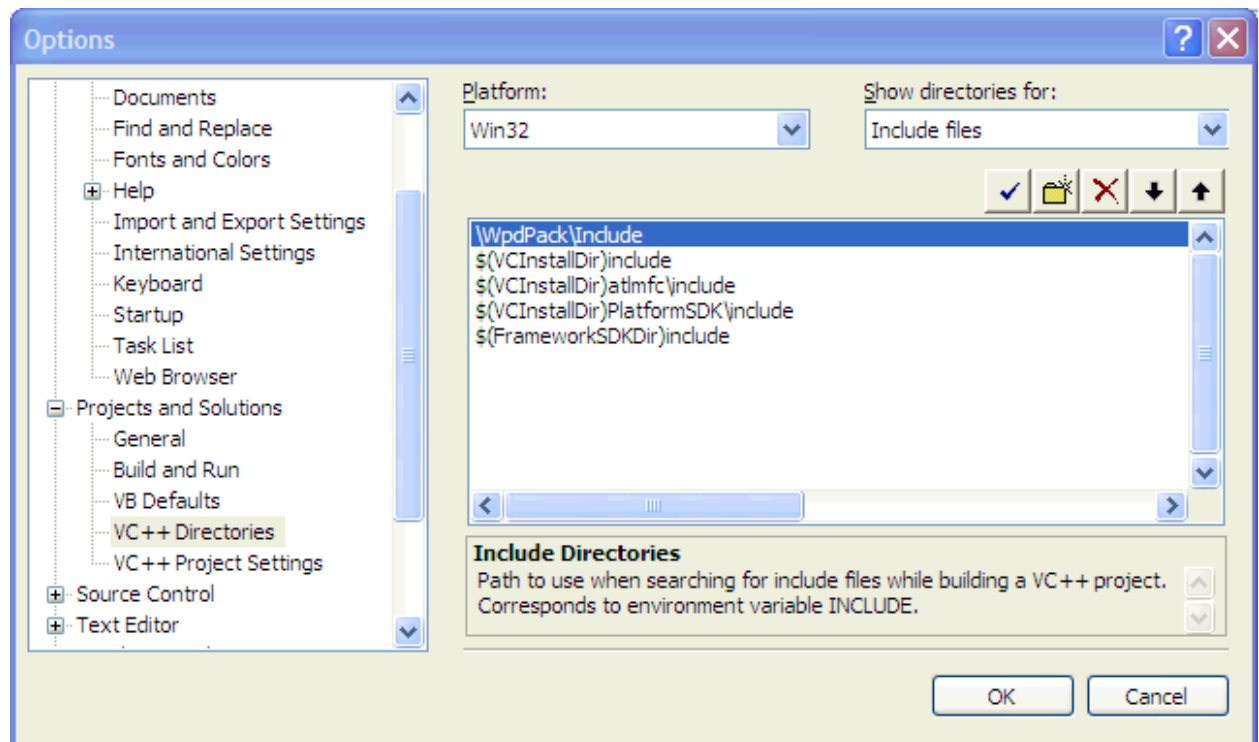 Options
Documents
Find and Replace
Fonts and Colors
Help
Import and Export Settings
International Settings
Keyboard
Startup
Task List
Web Browser
Projects and Solutions
General
Build and Run
VB Defaults
VC++ Directories
VC++ Project Settings
Source Control
Text Editor
Platform:
Win32
Show directories for:
Include files
\WpdPack\Include
$(VCInstallDir)include
$(VCInstallDir)atlmfc\include
$(VCInstallDir)PlatformSDK\include
$(FrameworkSDKDir)include
Include Directories
Path to use when searching for include files while building a VC++ project.
Corresponds to environment variable INCLUDE.
OK
Cancel